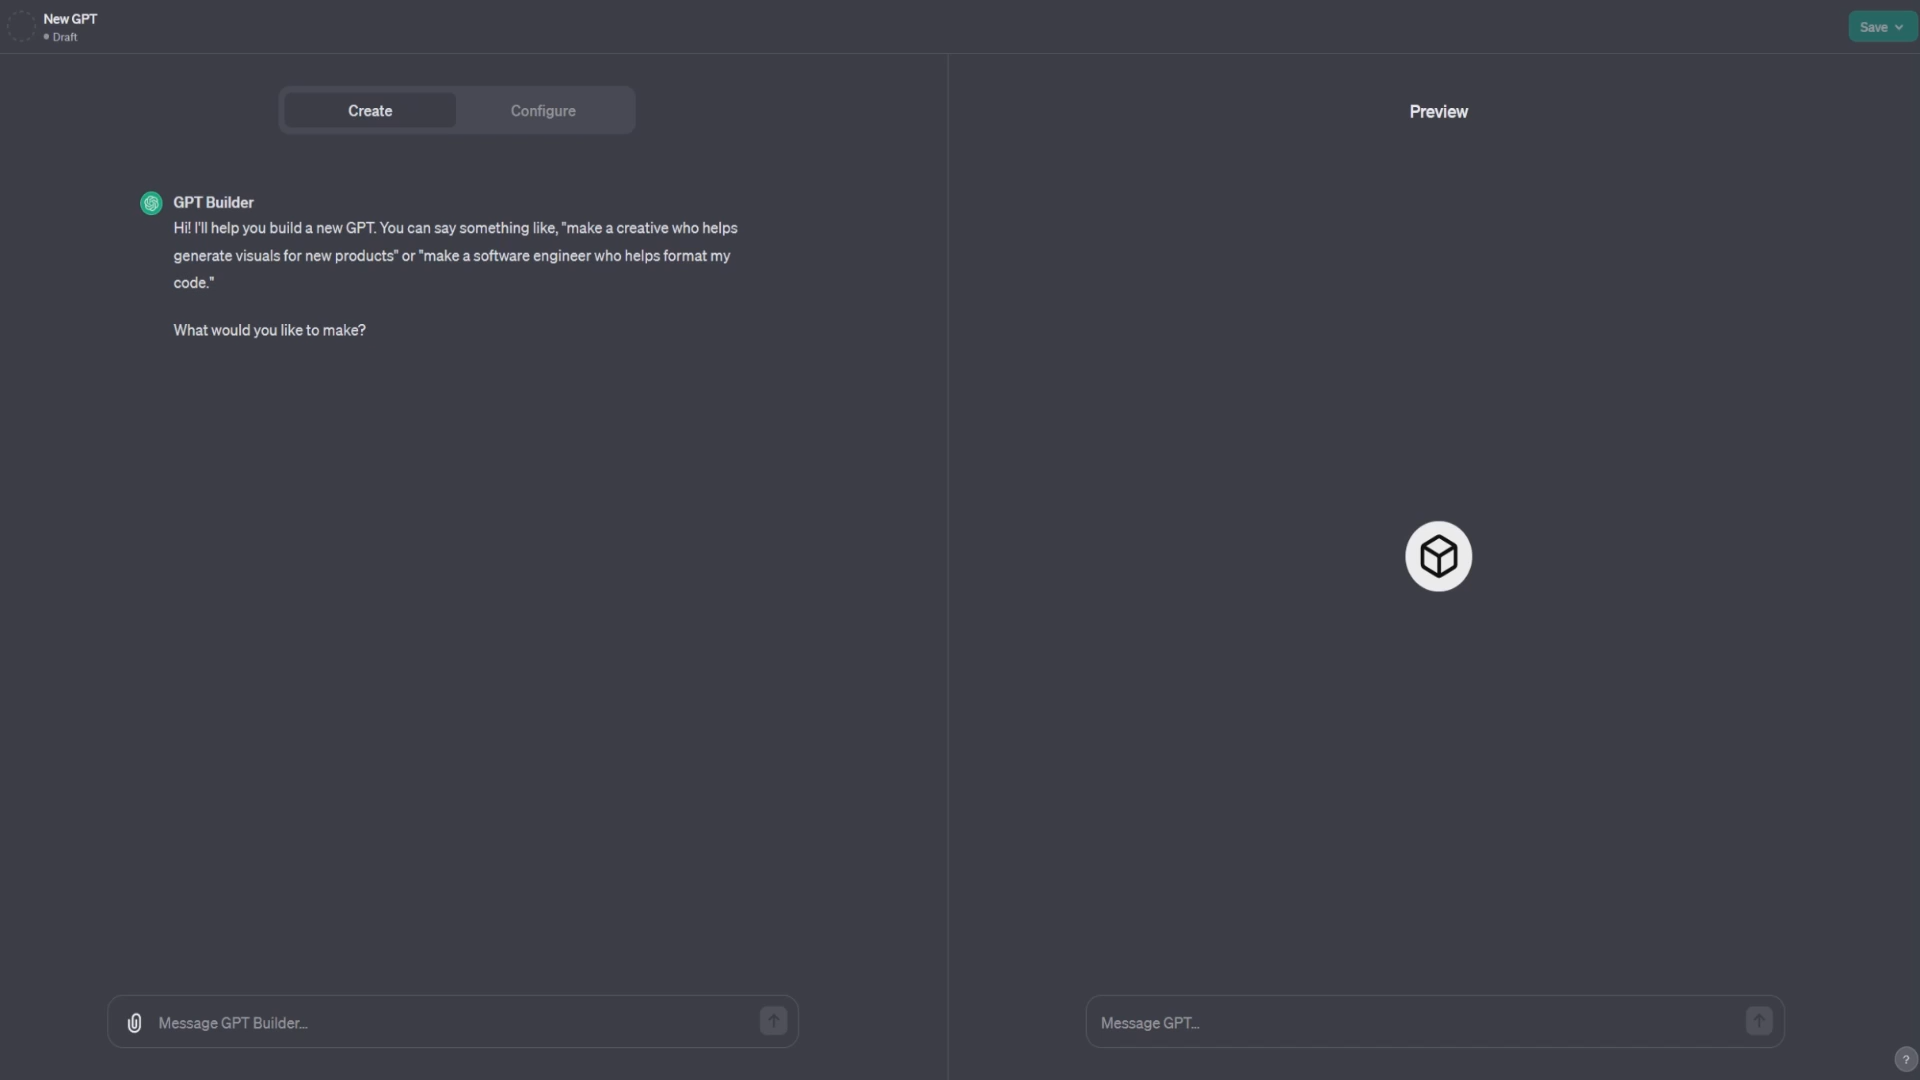 New GPT
Draft
Save
Create
Configure
Preview
GPT Builder
Hi! I'll help you build a new GPT. You can say something like, "make a creative who helps
generate visuals for new products" or "make a software engineer who helps format my
code."
What would you like to make?
Message GPT Builder...
Message GPT...
?